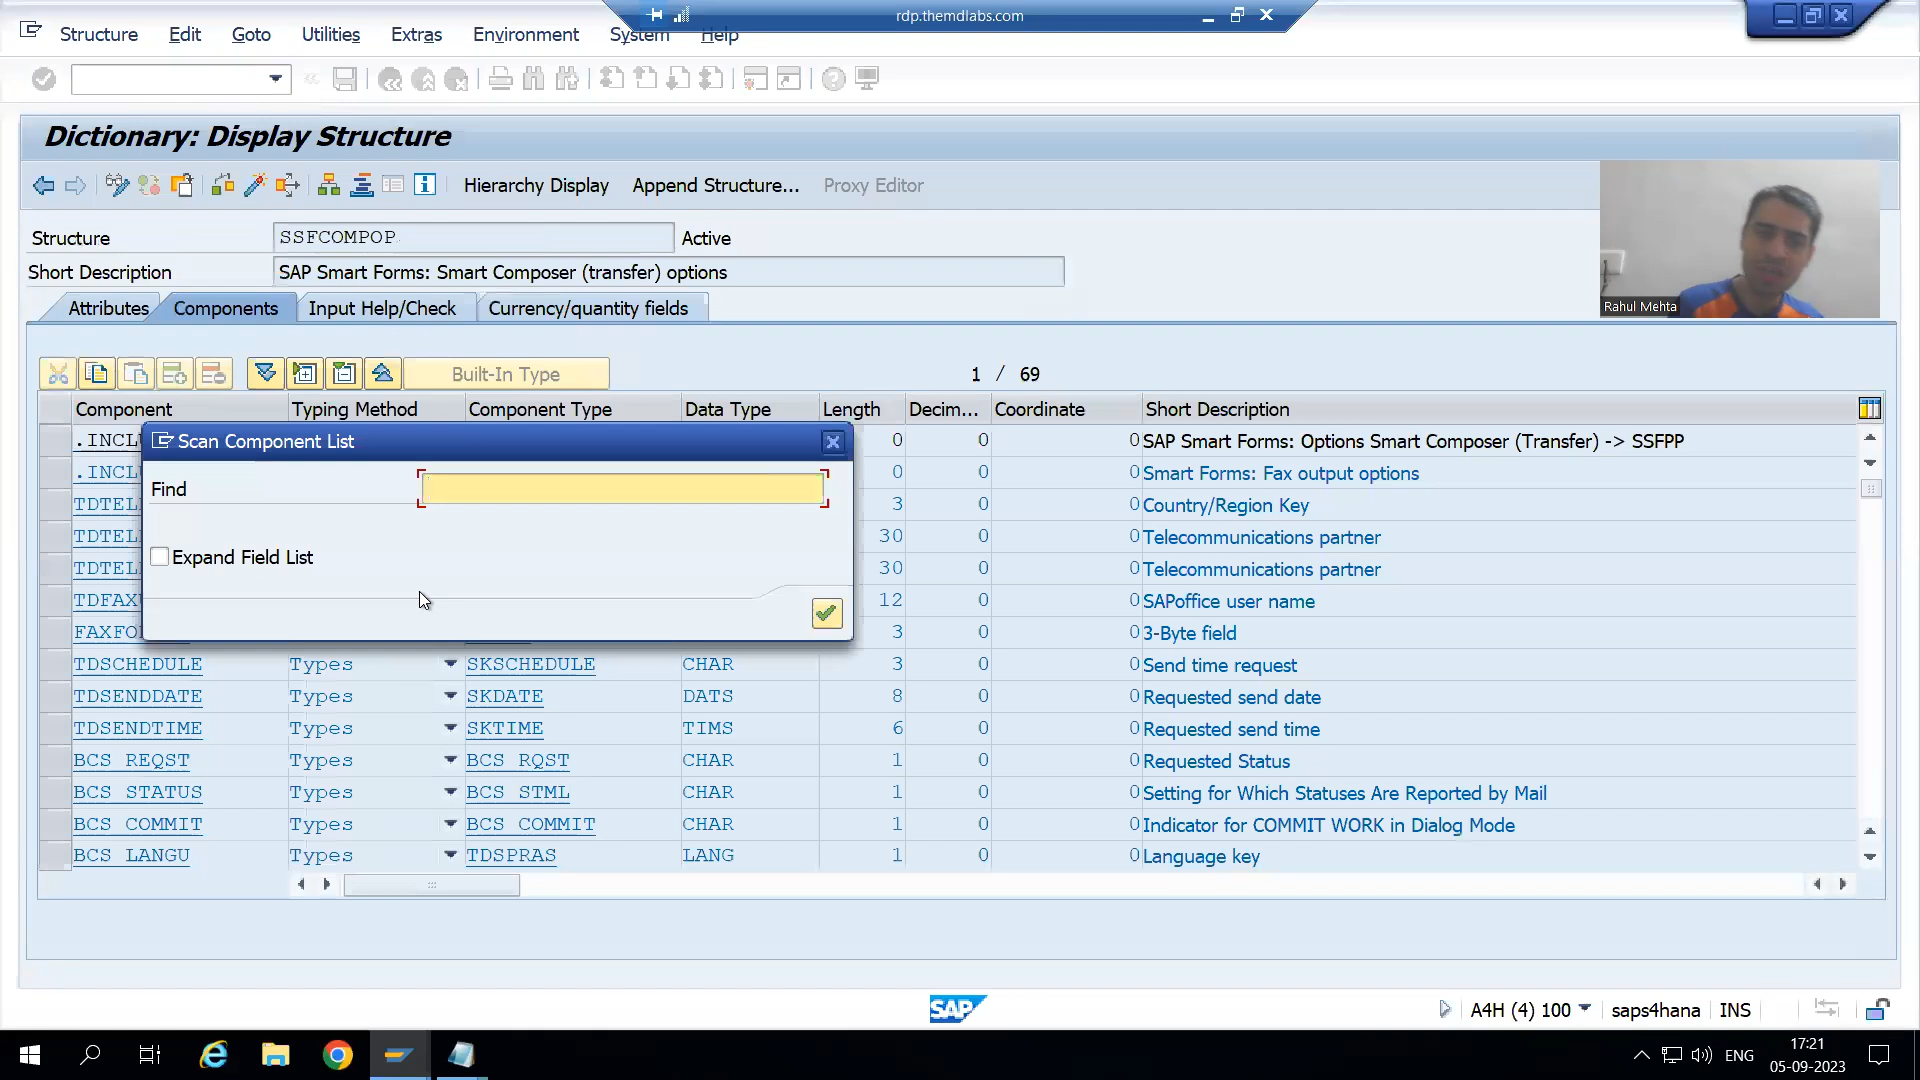 rdp.themdlabs.com
Structure Edit Goto Utilities Extras Environment System Help
Dictionary: Display Structure
Hierarchy Display Append Structure... Proxy Editor
Structure SSFCOMPOP Active
Short Description SAP Smart Forms: Smart Composer (transfer) options
Rahul Mehta
Attributes Components Input Help/Check Currency/quantity fields
Built-In Type 1 / 69
Component Typing Method Component Type Data Type Length Decim... Coordinate Short Description
.INCLU 0 0 0 SAP Smart Forms: Options Smart Composer (Transfer) -> SSFPP
.INCLU 0 0 0 Smart Forms: Fax output options
TDTEL 3 0 0 Country/Region Key
TDTEL 30 0 0 Telecommunications partner
TDTEL 30 0 0 Telecommunications partner
TDFAX 12 0 0 SAPoffice user name
FAXFO 3 0 0 3-Byte field
Scan Component List
Find
Expand Field List
TDSCHEDULE Types SKSCHEDULE CHAR 3 0 0 Send time request
TDSENDDATE Types SKDATE DATS 8 0 0 Requested send date
TDSENDTIME Types SKTIME TIMS 6 0 0 Requested send time
BCS_REQST Types BCS_RQST CHAR 1 0 0 Requested Status
BCS_STATUS Types BCS_STML CHAR 1 0 0 Setting for Which Statuses Are Reported by Mail
BCS_COMMIT Types BCS_COMMIT CHAR 1 0 0 Indicator for COMMIT WORK in Dialog Mode
BCS_LANGU Types TDSPRAS LANG 1 0 0 Language key
SAP A4H (4) 100 saps4hana INS
ENG 17:21
05-09-2023